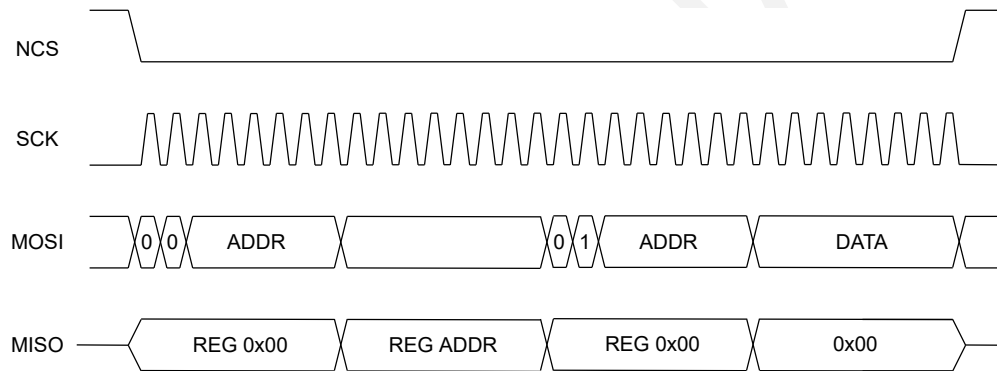 NCS
SCK
MOSI 0 0 ADDR 0 1 ADDR DATA
MISO REG 0x00 REG ADDR REG 0x00 0x00